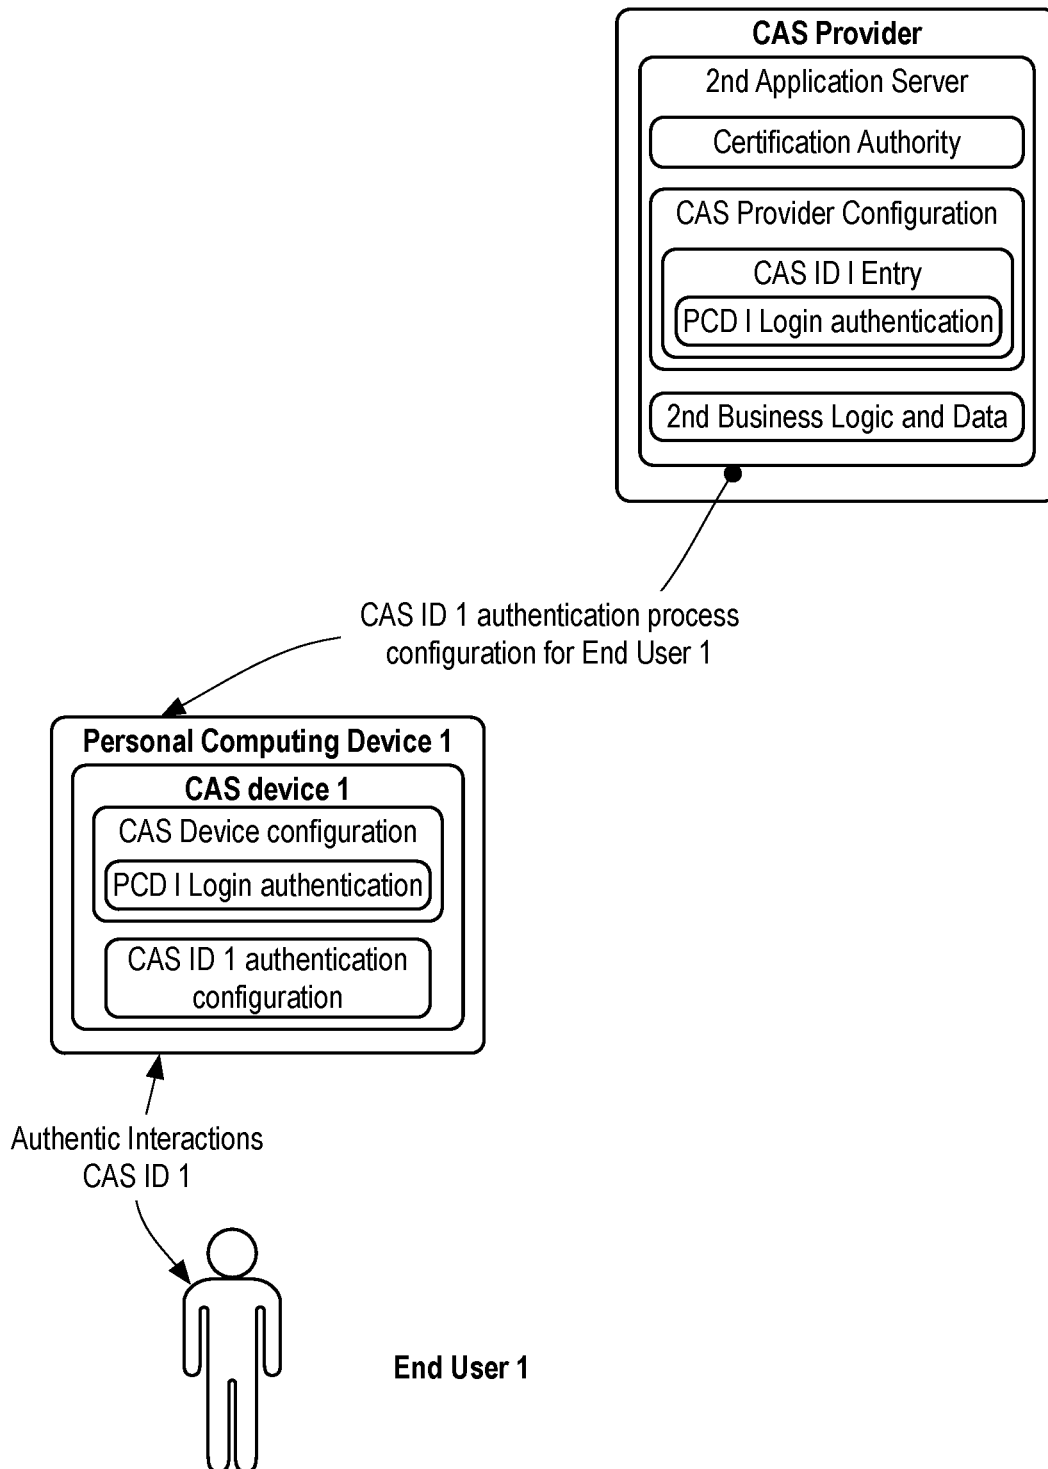 CAS Provider
2nd Application Server
Certification Authority
CAS Provider Configuration
CAS ID I Entry
PCD I Login authentication
2nd Business Logic and Data
CAS ID 1 authentication process
configuration for End User 1
Personal Computing Device 1
CAS device 1
CAS Device configuration
PCD I Login authentication
CAS ID 1 authentication
configuration
Authentic Interactions
CAS ID 1
End User 1